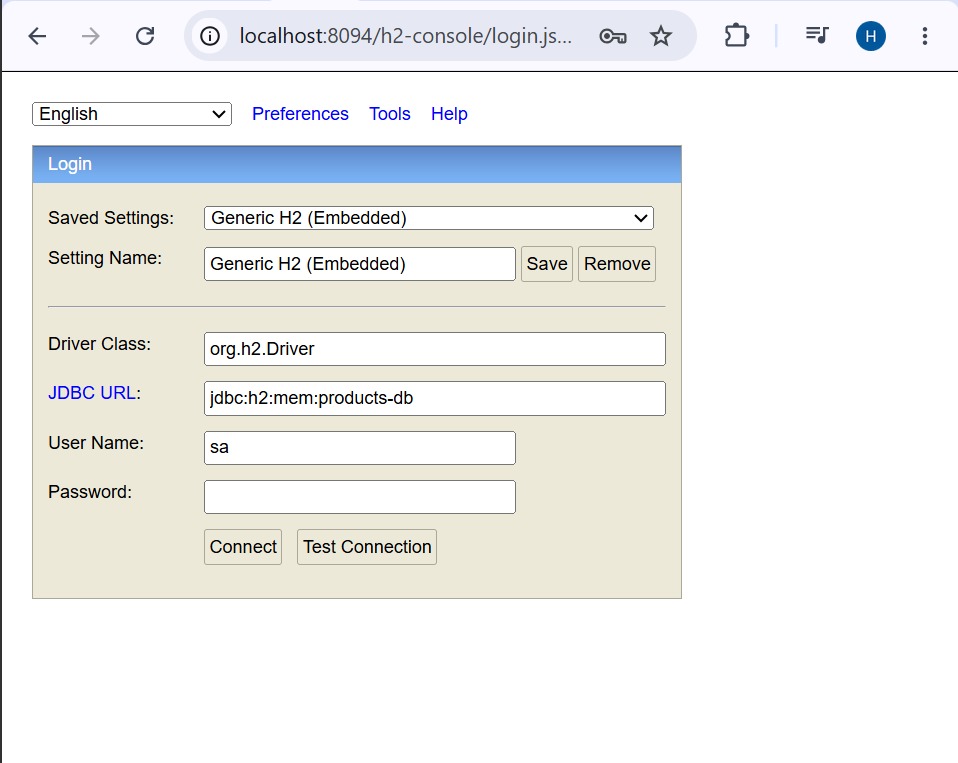 localhost:8094/h2-console/login.js...
H
English Preferences Tools Help
Login
Saved Settings: Generic H2 (Embedded)
Setting Name: Generic H2 (Embedded) Save Remove
Driver Class: org.h2.Driver
JDBC URL: jdbc:h2:mem:products-db
User Name: sa
Password:
Connect Test Connection